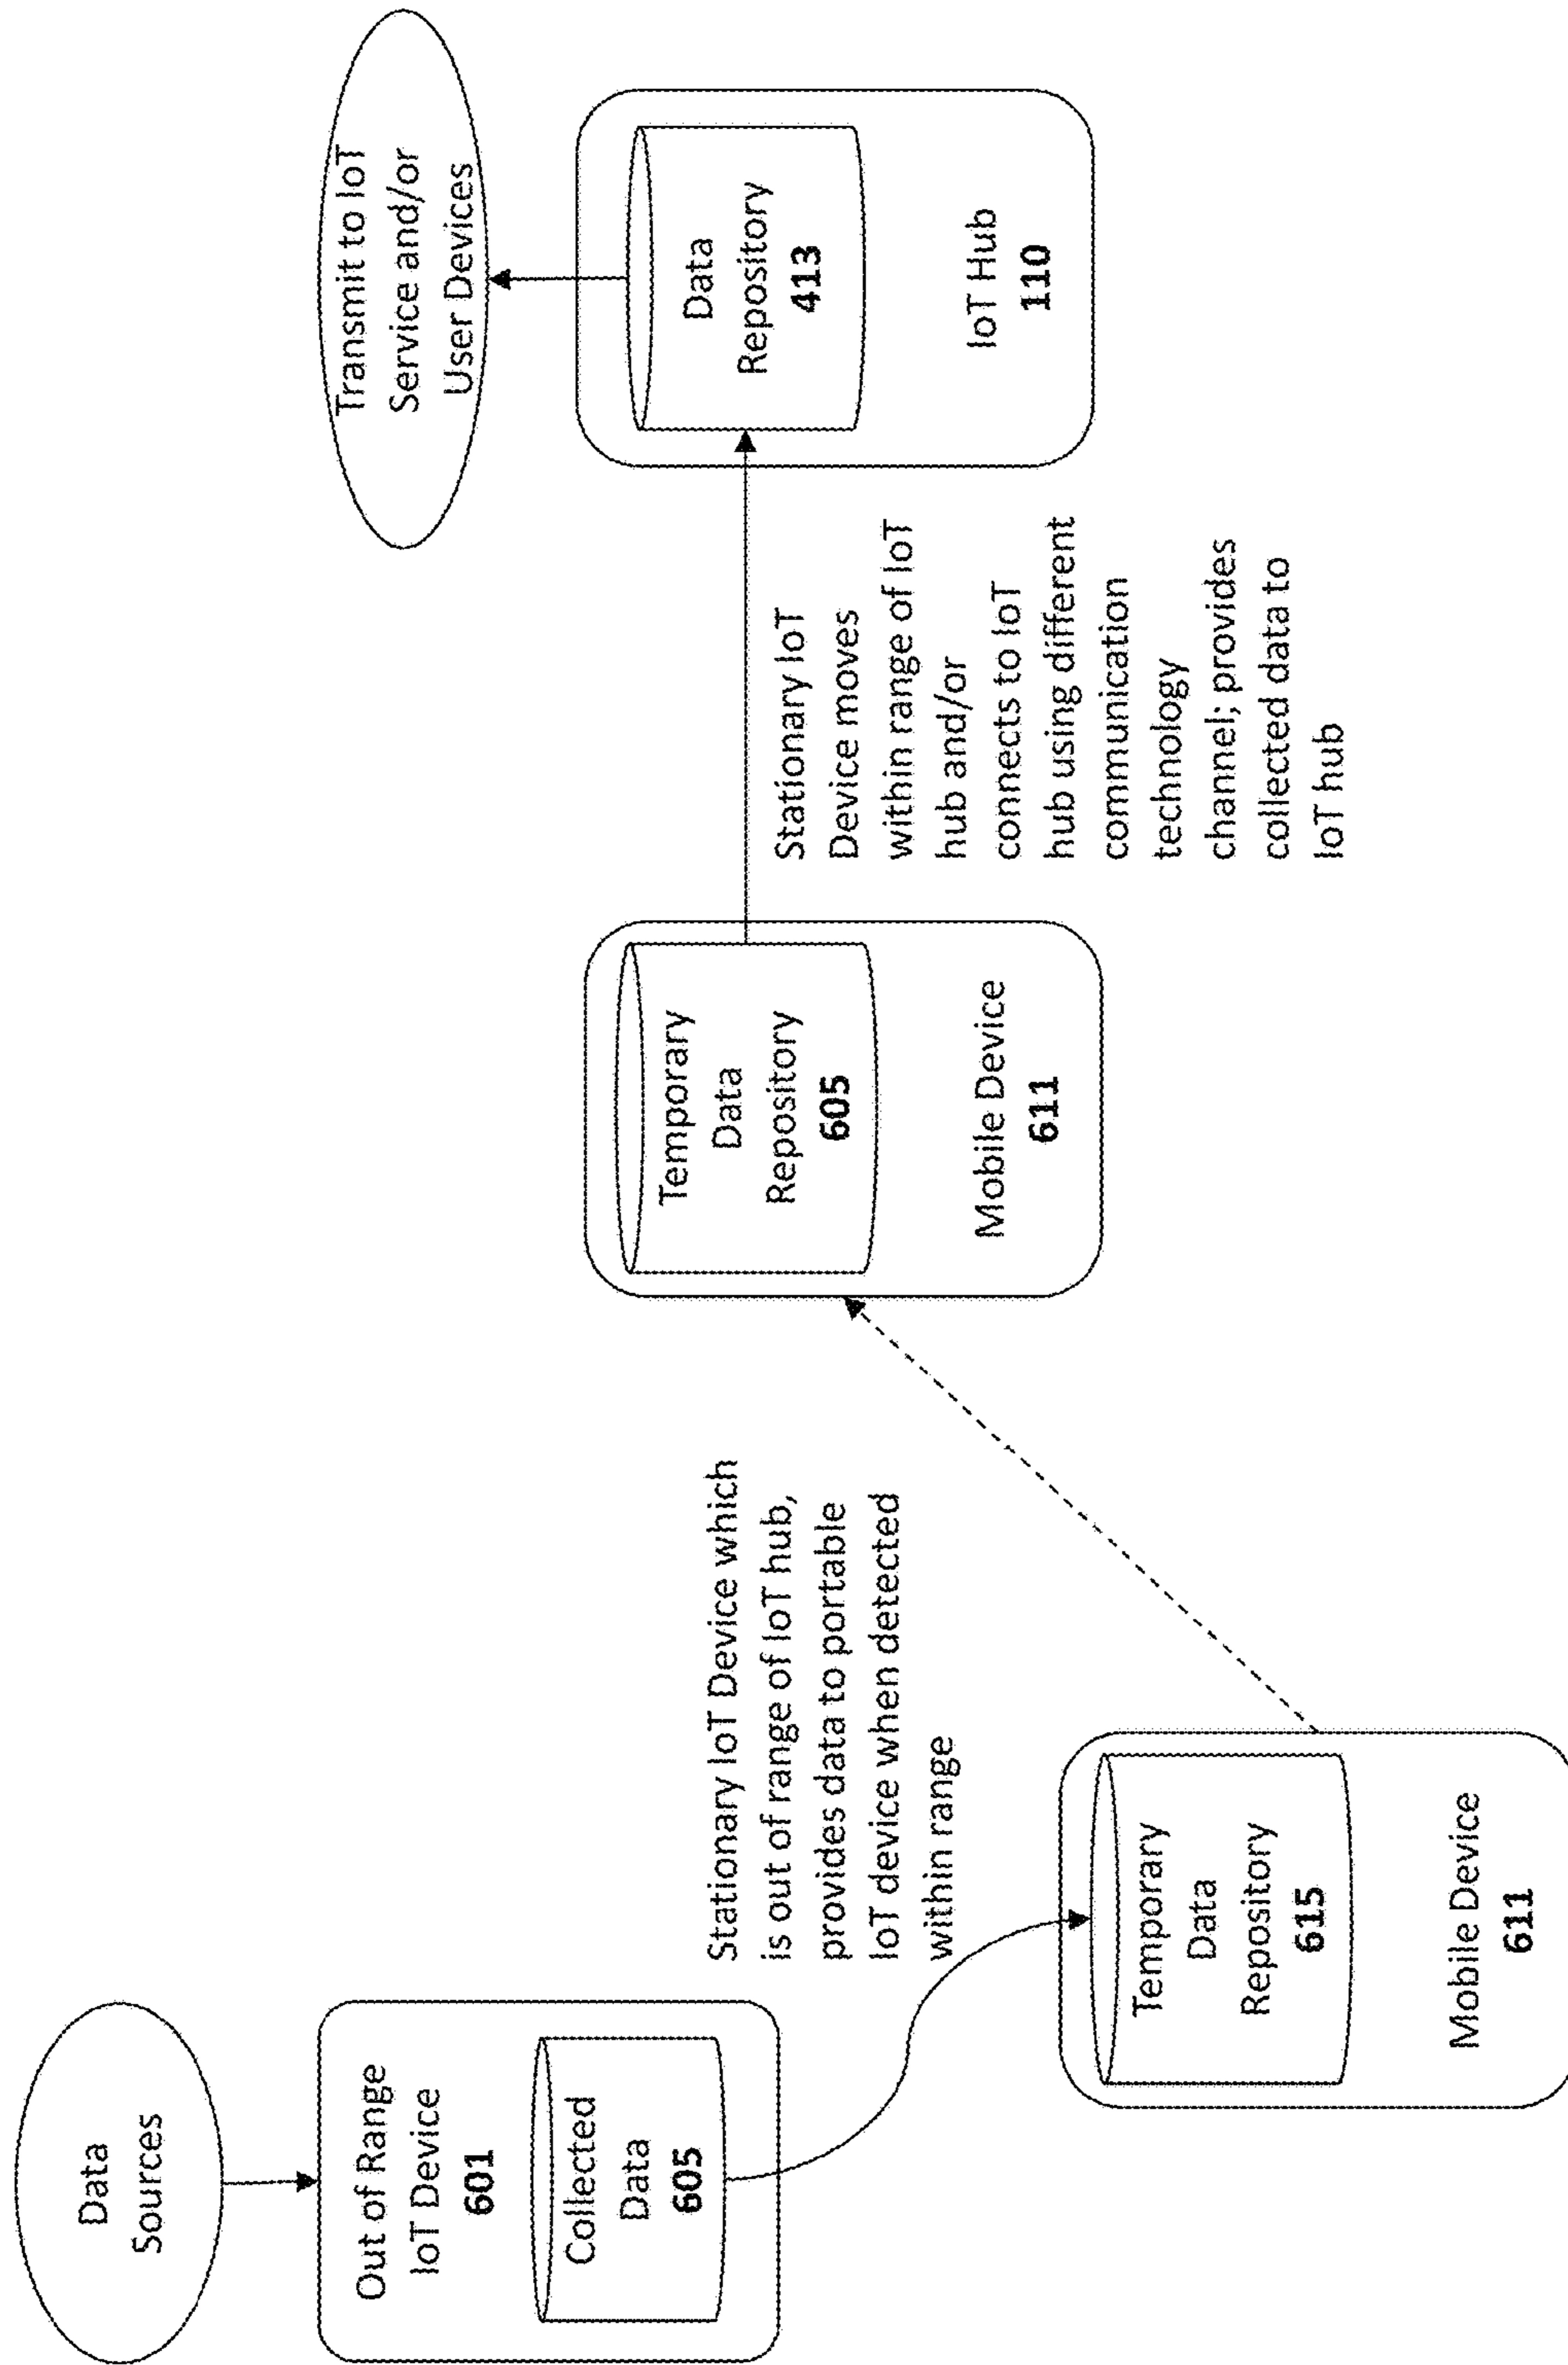 Data
Sources
Out of Range
IoT Device
601
Collected
Data
605
Stationary IoT Device which
is out of range of IoT hub,
provides data to portable
IoT device when detected
within range
Temporary
Data
Repository
615
Mobile Device
611
Temporary
Data
Repository
605
Mobile Device
611
Stationary IoT
Device moves
within range of IoT
hub and/or
connects to IoT
hub using different
communication
technology
channel; provides
collected data to
IoT hub
Transmit to IoT
Service and/or
User Devices
Data
Repository
413
IoT Hub
110